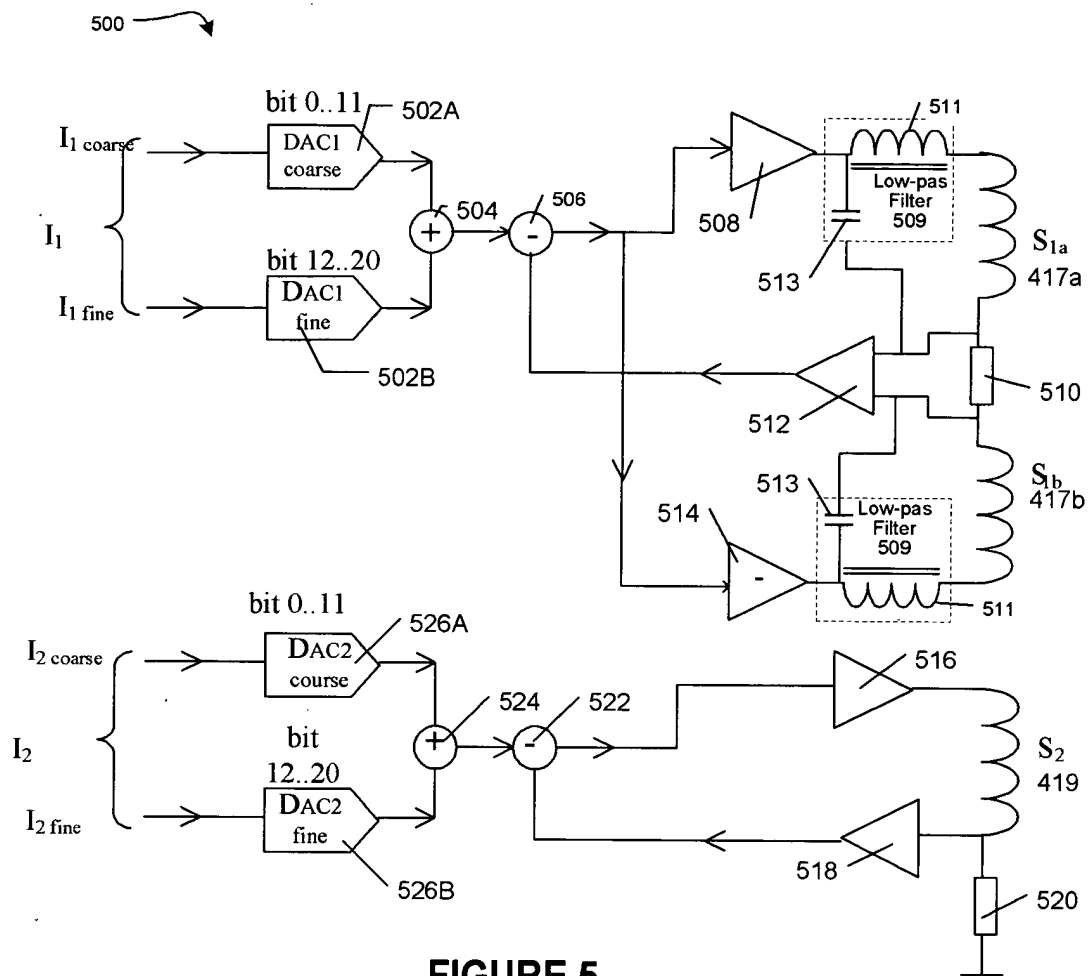 500
bit 0..11
502A
I1 coarse
DAC1
coarse
504
506
I1
bit 12..20
I1 fine
DAC1
fine
502B
+
-
508
511
Low-pas
Filter
509
513
S1a
417a
512
510
513
Low-pas
Filter
509
S1b
417b
514
-
511
bit 0..11
526A
I2 coarse
DAC2
course
524
522
516
I2
bit
12..20
+
-
S2
419
I2 fine
DAC2
fine
526B
518
520
FIGURE 5